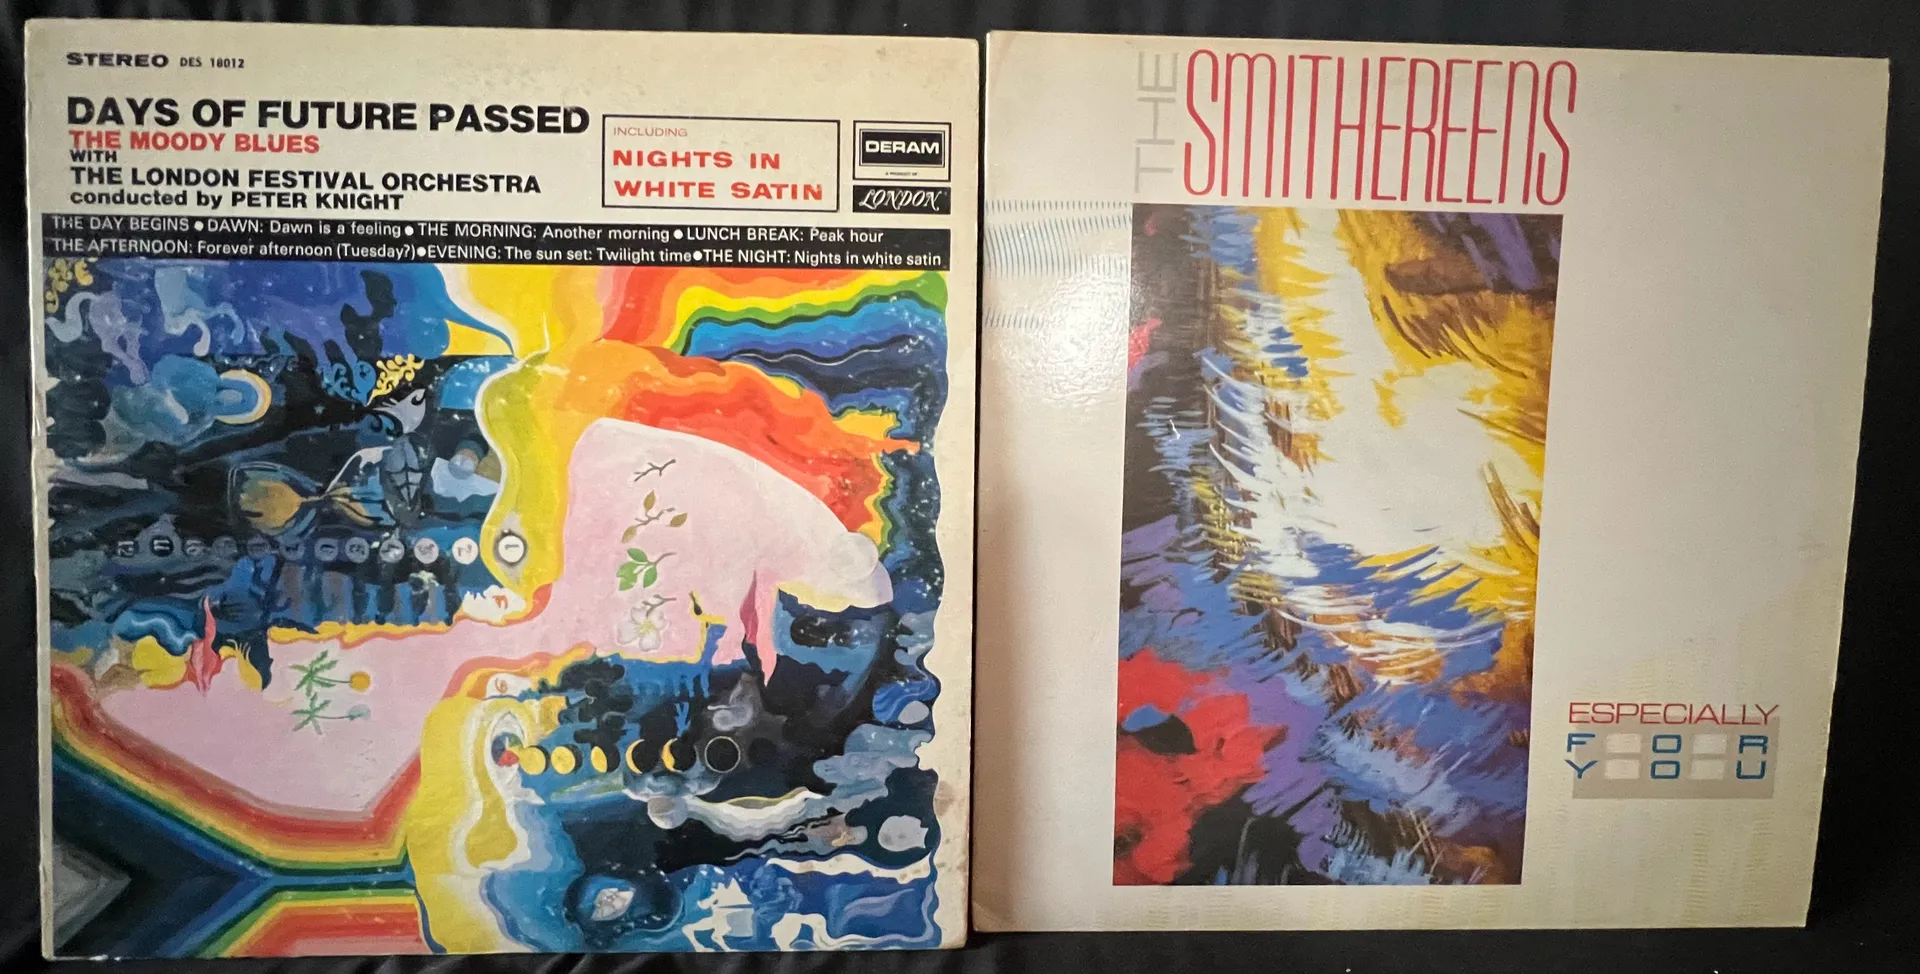 STEREO DES 18012
DAYS OF FUTURE PASSED
THE MOODY BLUES
WITH
THE LONDON FESTIVAL ORCHESTRA
conducted by PETER KNIGHT
INCLUDING
NIGHTS IN
WHITE SATIN
DERAM
LONDON
THE DAY BEGINS ● DAWN: Dawn is a feeling ● THE MORNING: Another morning ● LUNCH BREAK: Peak hour
THE AFTERNOON: Forever afternoon (Tuesday?) ● EVENING: The sun set: Twilight time ● THE NIGHT: Nights in white satin
THE
SMITHEREENS
ESPECIALLY
FOR
YOU